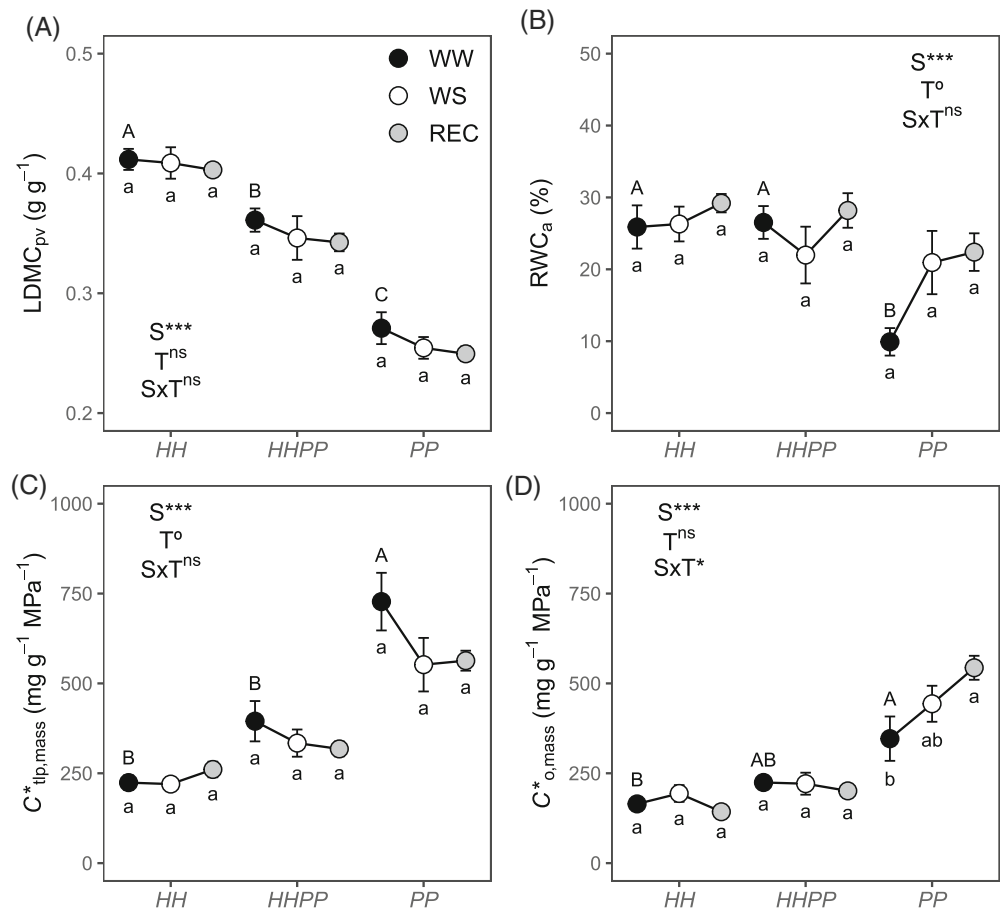 (A)
LDMCpv (g g−1)
0.5
0.4
0.3
0.2
WW
WS
REC
A
a
a
a
B
a
a
a
C
a
a
a
S***
Tns
SxTns
HH
HHPP
PP
(B)
RWCa (%)
50
40
30
20
10
0
S***
Tº
SxTns
A
a
a
a
A
a
a
a
B
a
a
a
HH
HHPP
PP
(C)
C*tlp,mass (mg g−1 MPa−1)
1000
750
500
250
0
S***
Tº
SxTns
B
a
a
a
B
a
a
a
A
a
a
a
HH
HHPP
PP
(D)
C*o,mass (mg g−1 MPa−1)
1000
750
500
250
0
S***
Tns
SxT*
B
a
a
a
AB
a
a
a
A
b
ab
a
HH
HHPP
PP